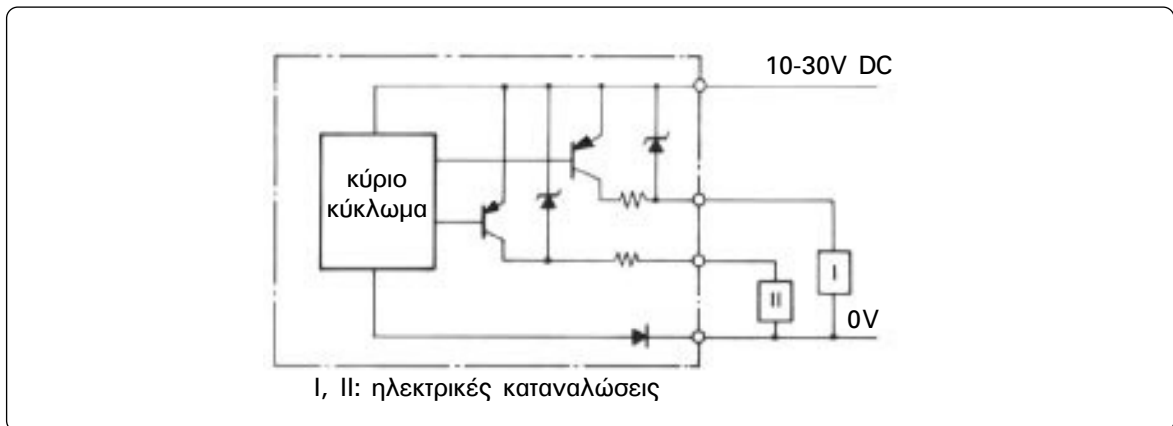 10-30V DC
κύριο
κύκλωμα
I
II
0V
I, II: ηλεκτρικές καταναλώσεις